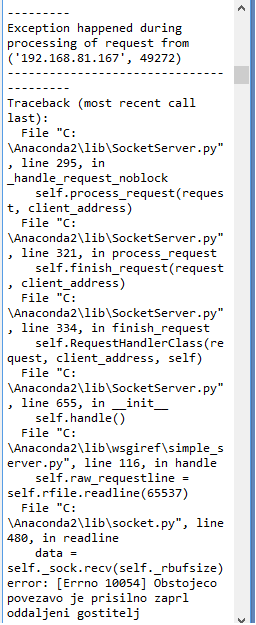 ---------
Exception happened during
processing of request from
('192.168.81.167', 49272)
-------------------------------
---------
Traceback (most recent call
last):
  File "C:
\Anaconda2\lib\SocketServer.py"
, line 295, in
_handle_request_noblock
    self.process_request(reques
t, client_address)
  File "C:
\Anaconda2\lib\SocketServer.py"
, line 321, in process_request
    self.finish_request(request
, client_address)
  File "C:
\Anaconda2\lib\SocketServer.py"
, line 334, in finish_request
    self.RequestHandlerClass(re
quest, client_address, self)
  File "C:
\Anaconda2\lib\SocketServer.py"
, line 655, in __init__
    self.handle()
  File "C:
\Anaconda2\lib\wsgiref\simple_s
erver.py", line 116, in handle
    self.raw_requestline =
self.rfile.readline(65537)
  File "C:
\Anaconda2\lib\socket.py", line
480, in readline
    data =
self._sock.recv(self._rbufsize)
error: [Errno 10054] Obstojeco
povezavo je prisilno zaprl
oddaljeni gostitelj